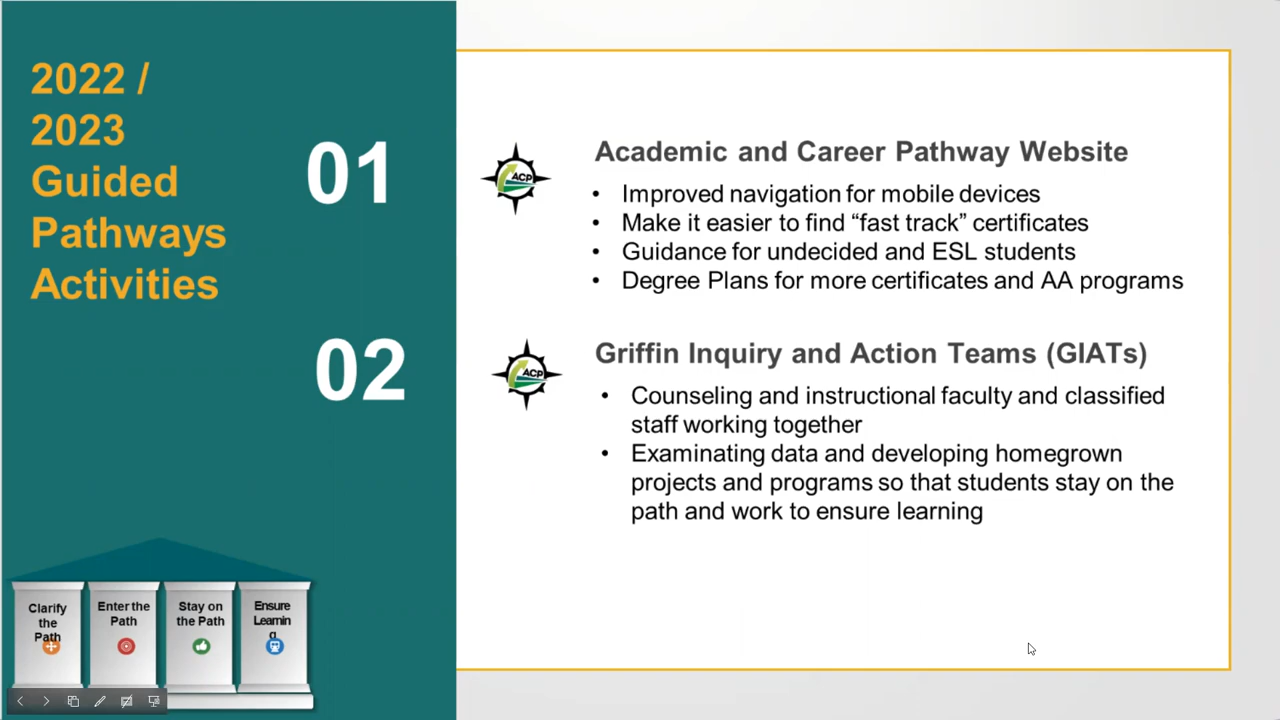 2022 /
2023
Guided
Pathways
Activities
01
ACP
Academic and Career Pathway Website
• Improved navigation for mobile devices
• Make it easier to find “fast track” certificates
• Guidance for undecided and ESL students
• Degree Plans for more certificates and AA programs
02
ACP
Griffin Inquiry and Action Teams (GIATs)
• Counseling and instructional faculty and classified
staff working together
• Examinating data and developing homegrown
projects and programs so that students stay on the
path and work to ensure learning
Clarify
the
Path
Enter the
Path
Stay on
the Path
Ensure
Learnin
g